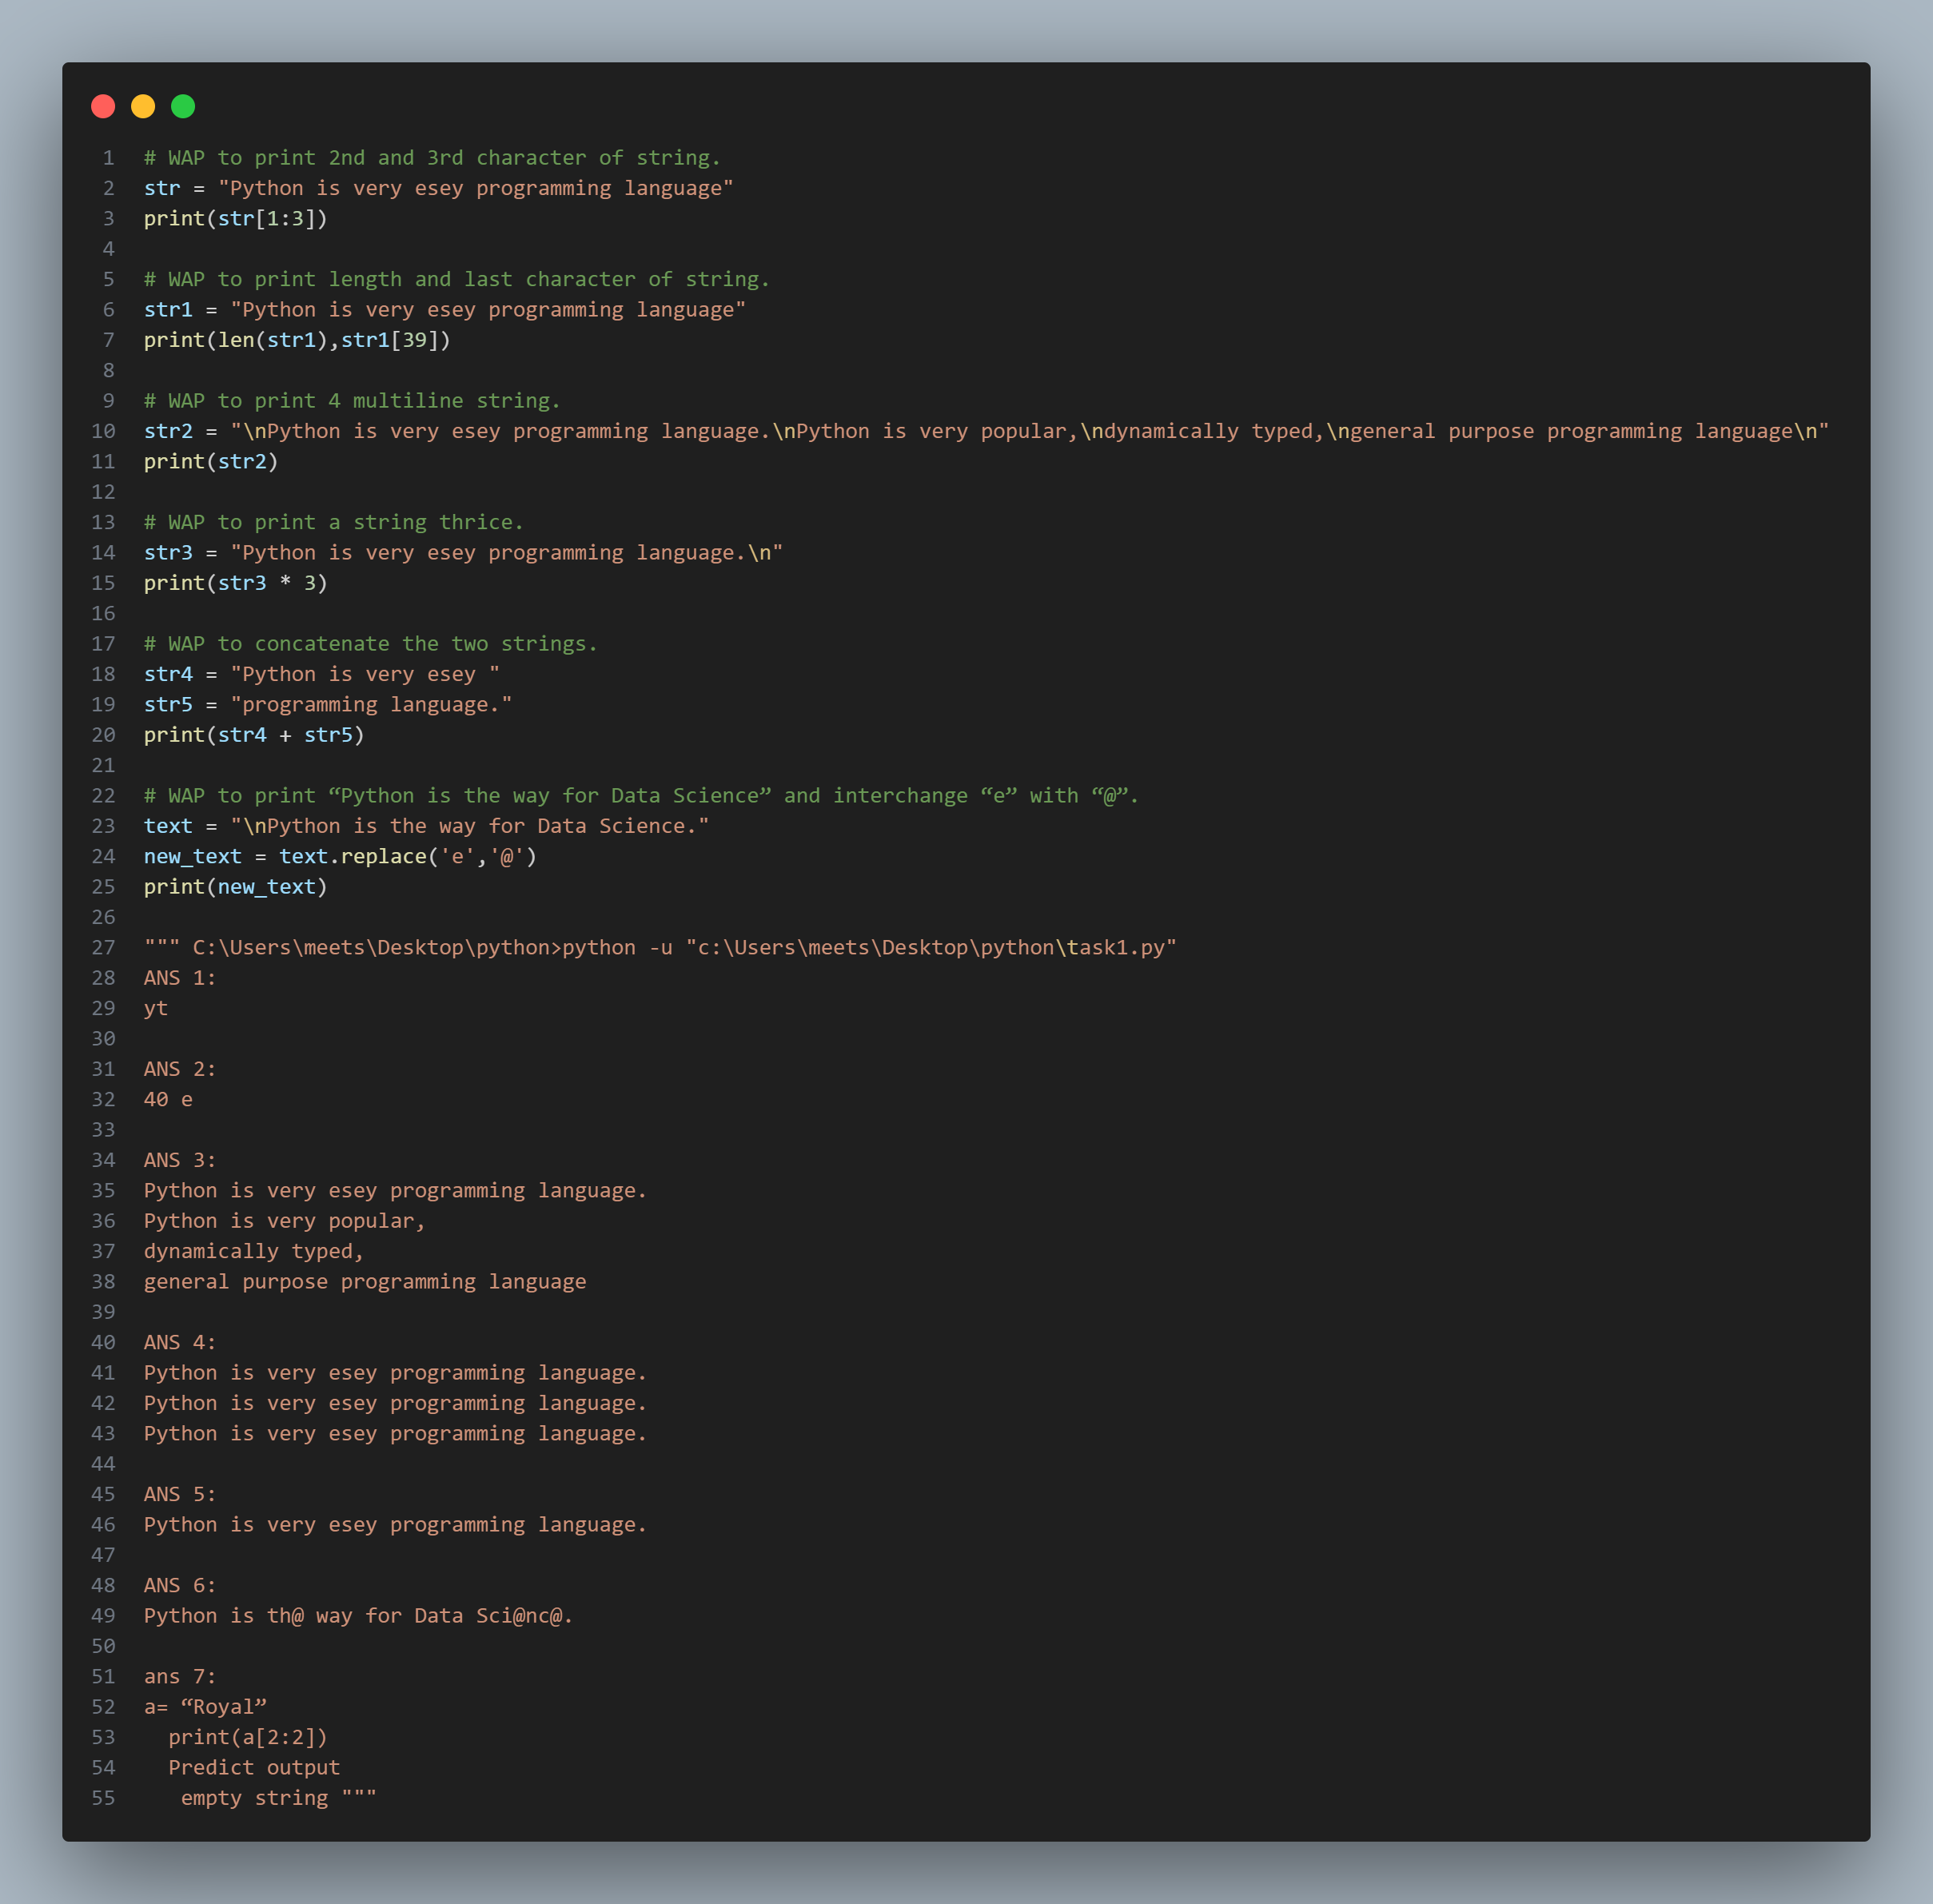 1 # WAP to print 2nd and 3rd character of string.
2 str = "Python is very esey programming language"
3 print(str[1:3])
4
5 # WAP to print length and last character of string.
6 str1 = "Python is very esey programming language"
7 print(len(str1),str1[39])
8
9 # WAP to print 4 multiline string.
10 str2 = "\nPython is very esey programming language.\nPython is very popular,\ndynamically typed,\ngeneral purpose programming language\n"
11 print(str2)
12
13 # WAP to print a string thrice.
14 str3 = "Python is very esey programming language.\n"
15 print(str3 * 3)
16
17 # WAP to concatenate the two strings.
18 str4 = "Python is very esey "
19 str5 = "programming language."
20 print(str4 + str5)
21
22 # WAP to print “Python is the way for Data Science” and interchange “e” with “@”.
23 text = "\nPython is the way for Data Science."
24 new_text = text.replace('e','@')
25 print(new_text)
26
27 """ C:\Users\meets\Desktop\python>python -u "c:\Users\meets\Desktop\python\task1.py"
28 ANS 1:
29 yt
30
31 ANS 2:
32 40 e
33
34 ANS 3:
35 Python is very esey programming language.
36 Python is very popular,
37 dynamically typed,
38 general purpose programming language
39
40 ANS 4:
41 Python is very esey programming language.
42 Python is very esey programming language.
43 Python is very esey programming language.
44
45 ANS 5:
46 Python is very esey programming language.
47
48 ANS 6:
49 Python is th@ way for Data Sci@nc@.
50
51 ans 7:
52 a= “Royal”
53   print(a[2:2])
54   Predict output
55    empty string """